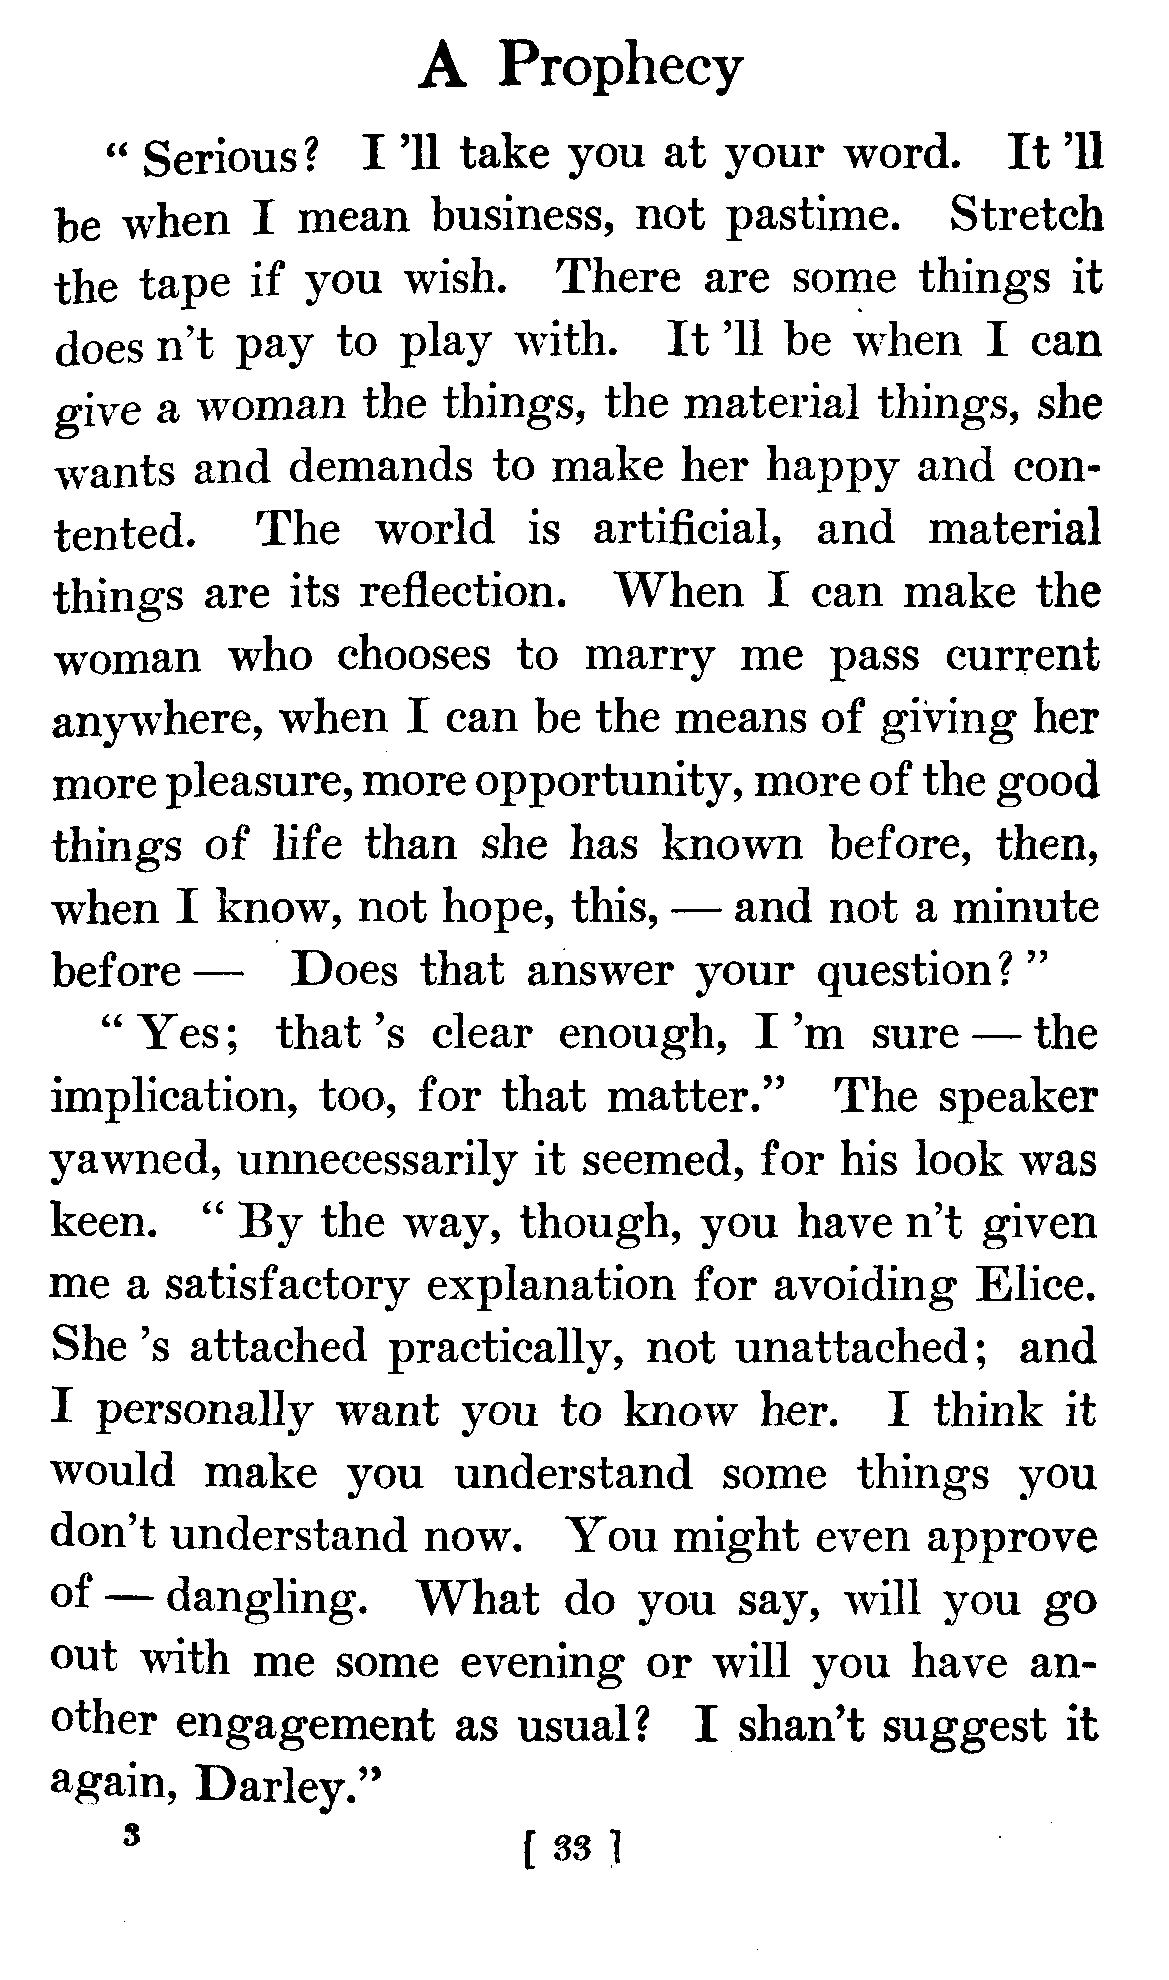 A Prophecy
“ Serious? I ’ll take you at your word. It ’ll
be when I mean business, not pastime. Stretch
the tape if you wish. There are some things it
does n’t pay to play with. It ’ll be when I can
give a woman the things, the material things, she
wants and demands to make her happy and con-
tented. The world is artificial, and material
things are its reflection. When I can make the
woman who chooses to marry me pass current
anywhere, when I can be the means of giving her
more pleasure, more opportunity, more of the good
things of life than she has known before, then,
when I know, not hope, this, — and not a minute
before — Does that answer your question? ”
“ Yes; that ’s clear enough, I ’m sure — the
implication, too, for that matter.” The speaker
yawned, unnecessarily it seemed, for his look was
keen. “ By the way, though, you have n’t given
me a satisfactory explanation for avoiding Elice.
She ’s attached practically, not unattached; and
I personally want you to know her. I think it
would make you understand some things you
don’t understand now. You might even approve
of — dangling. What do you say, will you go
out with me some evening or will you have an-
other engagement as usual? I shan’t suggest it
again, Darley.”
3 [ 33 ]